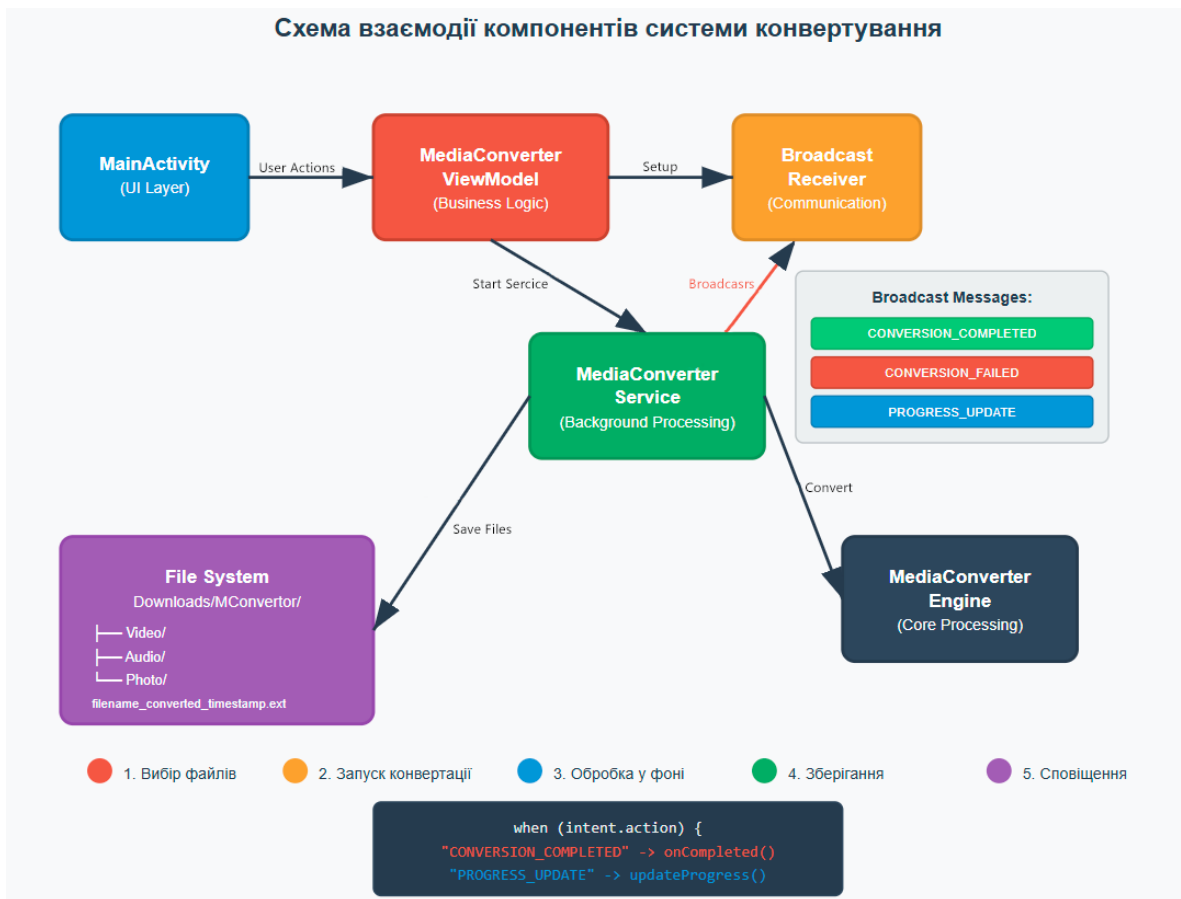 Схема взаємодії компонентів системи конвертування
MainActivity
(UI Layer)
User Actions
MediaConverter
ViewModel
(Business Logic)
Setup
Broadcast
Receiver
(Communication)
Start Sercice
Broadcasrs
Broadcast Messages:
CONVERSION_COMPLETED
CONVERSION_FAILED
PROGRESS_UPDATE
MediaConverter
Service
(Background Processing)
Convert
Save Files
File System
Downloads/MConvertor/
├── Video/
├── Audio/
└── Photo/
filename_converted_timestamp.ext
MediaConverter
Engine
(Core Processing)
1. Вибір файлів
2. Запуск конвертації
3. Обробка у фоні
4. Зберігання
5. Сповіщення
when (intent.action) {
"CONVERSION_COMPLETED" -> onCompleted()
"PROGRESS_UPDATE" -> updateProgress()